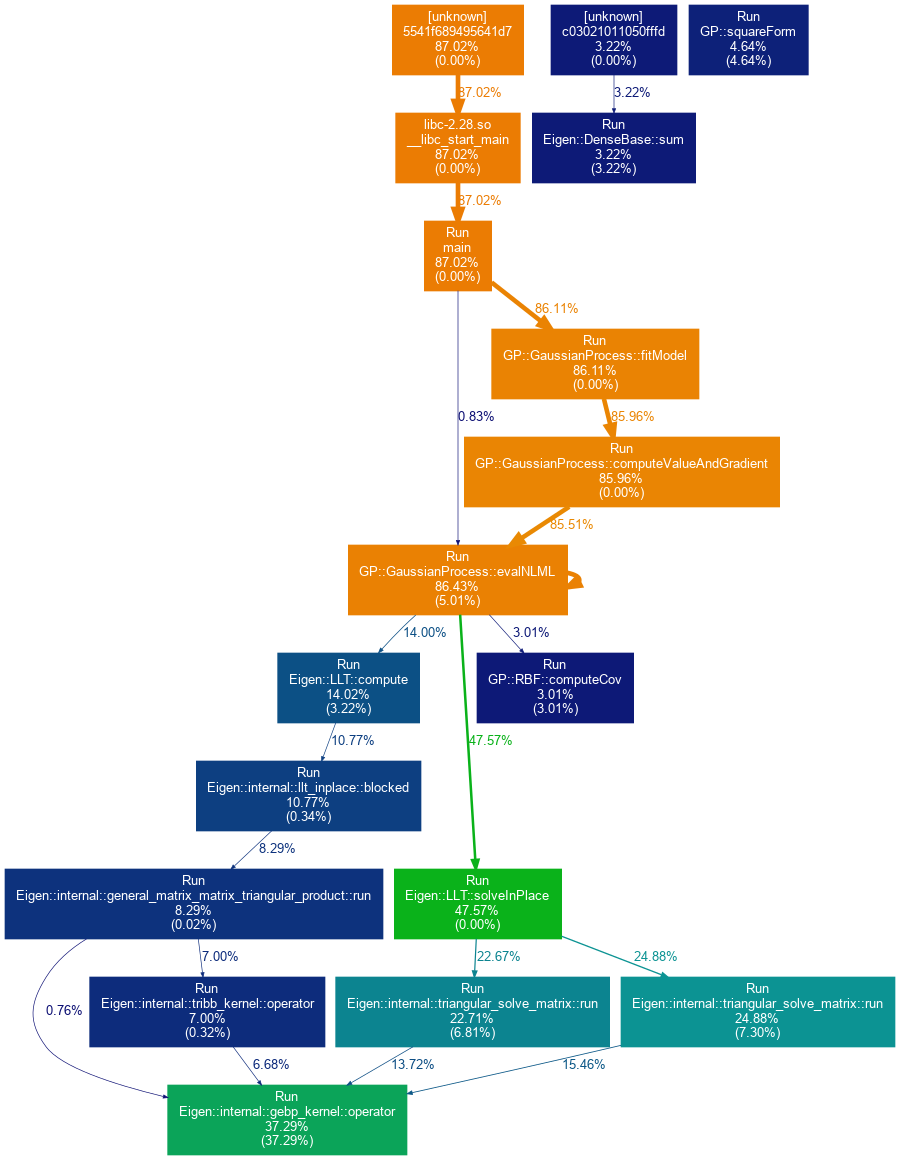 [unknown]
5541f689495641d7
87.02%
(0.00%)
[unknown]
c03021011050fffd
3.22%
(0.00%)
Run
GP::squareForm
4.64%
(4.64%)
87.02%
3.22%
libc-2.28.so
__libc_start_main
87.02%
(0.00%)
Run
Eigen::DenseBase::sum
3.22%
(3.22%)
87.02%
Run
main
87.02%
(0.00%)
86.11%
Run
GP::GaussianProcess::fitModel
86.11%
(0.00%)
0.83%
85.96%
Run
GP::GaussianProcess::computeValueAndGradient
85.96%
(0.00%)
85.51%
Run
GP::GaussianProcess::evalNLML
86.43%
(5.01%)
14.00%
3.01%
Run
Eigen::LLT::compute
14.02%
(3.22%)
Run
GP::RBF::computeCov
3.01%
(3.01%)
10.77%
47.57%
Run
Eigen::internal::llt_inplace::blocked
10.77%
(0.34%)
8.29%
Run
Eigen::internal::general_matrix_matrix_triangular_product::run
8.29%
(0.02%)
Run
Eigen::LLT::solveInPlace
47.57%
(0.00%)
7.00%
22.67%
24.88%
0.76%
Run
Eigen::internal::tribb_kernel::operator
7.00%
(0.32%)
Run
Eigen::internal::triangular_solve_matrix::run
22.71%
(6.81%)
Run
Eigen::internal::triangular_solve_matrix::run
24.88%
(7.30%)
6.68%
13.72%
15.46%
Run
Eigen::internal::gebp_kernel::operator
37.29%
(37.29%)